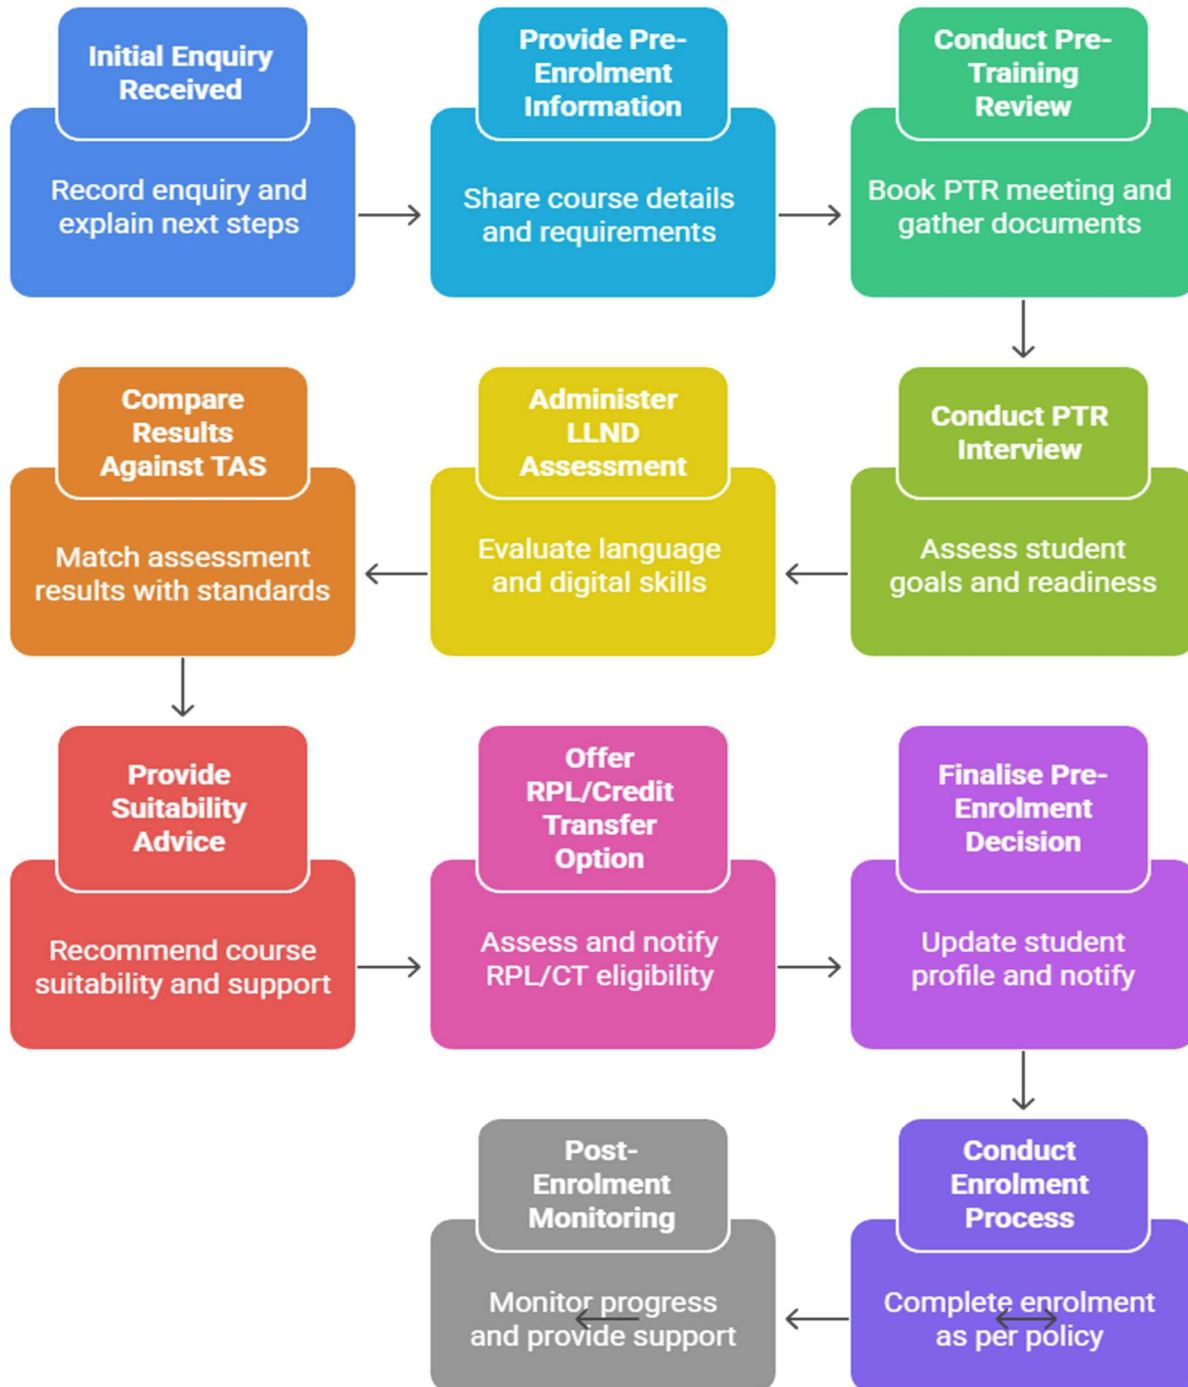 Initial Enquiry
Received
Record enquiry and
explain next steps
Provide Pre-
Enrolment
Information
Share course details
and requirements
Conduct Pre-
Training
Review
Book PTR meeting and
gather documents
Conduct PTR
Interview
Assess student
goals and readiness
Administer
LLND
Assessment
Evaluate language
and digital skills
Compare
Results
Against TAS
Match assessment
results with standards
Provide
Suitability
Advice
Recommend course
suitability and support
Offer
RPL/Credit
Transfer
Option
Assess and notify
RPL/CT eligibility
Finalise Pre-
Enrolment
Decision
Update student
profile and notify
Conduct
Enrolment
Process
Complete enrolment
as per policy
Post-
Enrolment
Monitoring
Monitor progress
and provide support